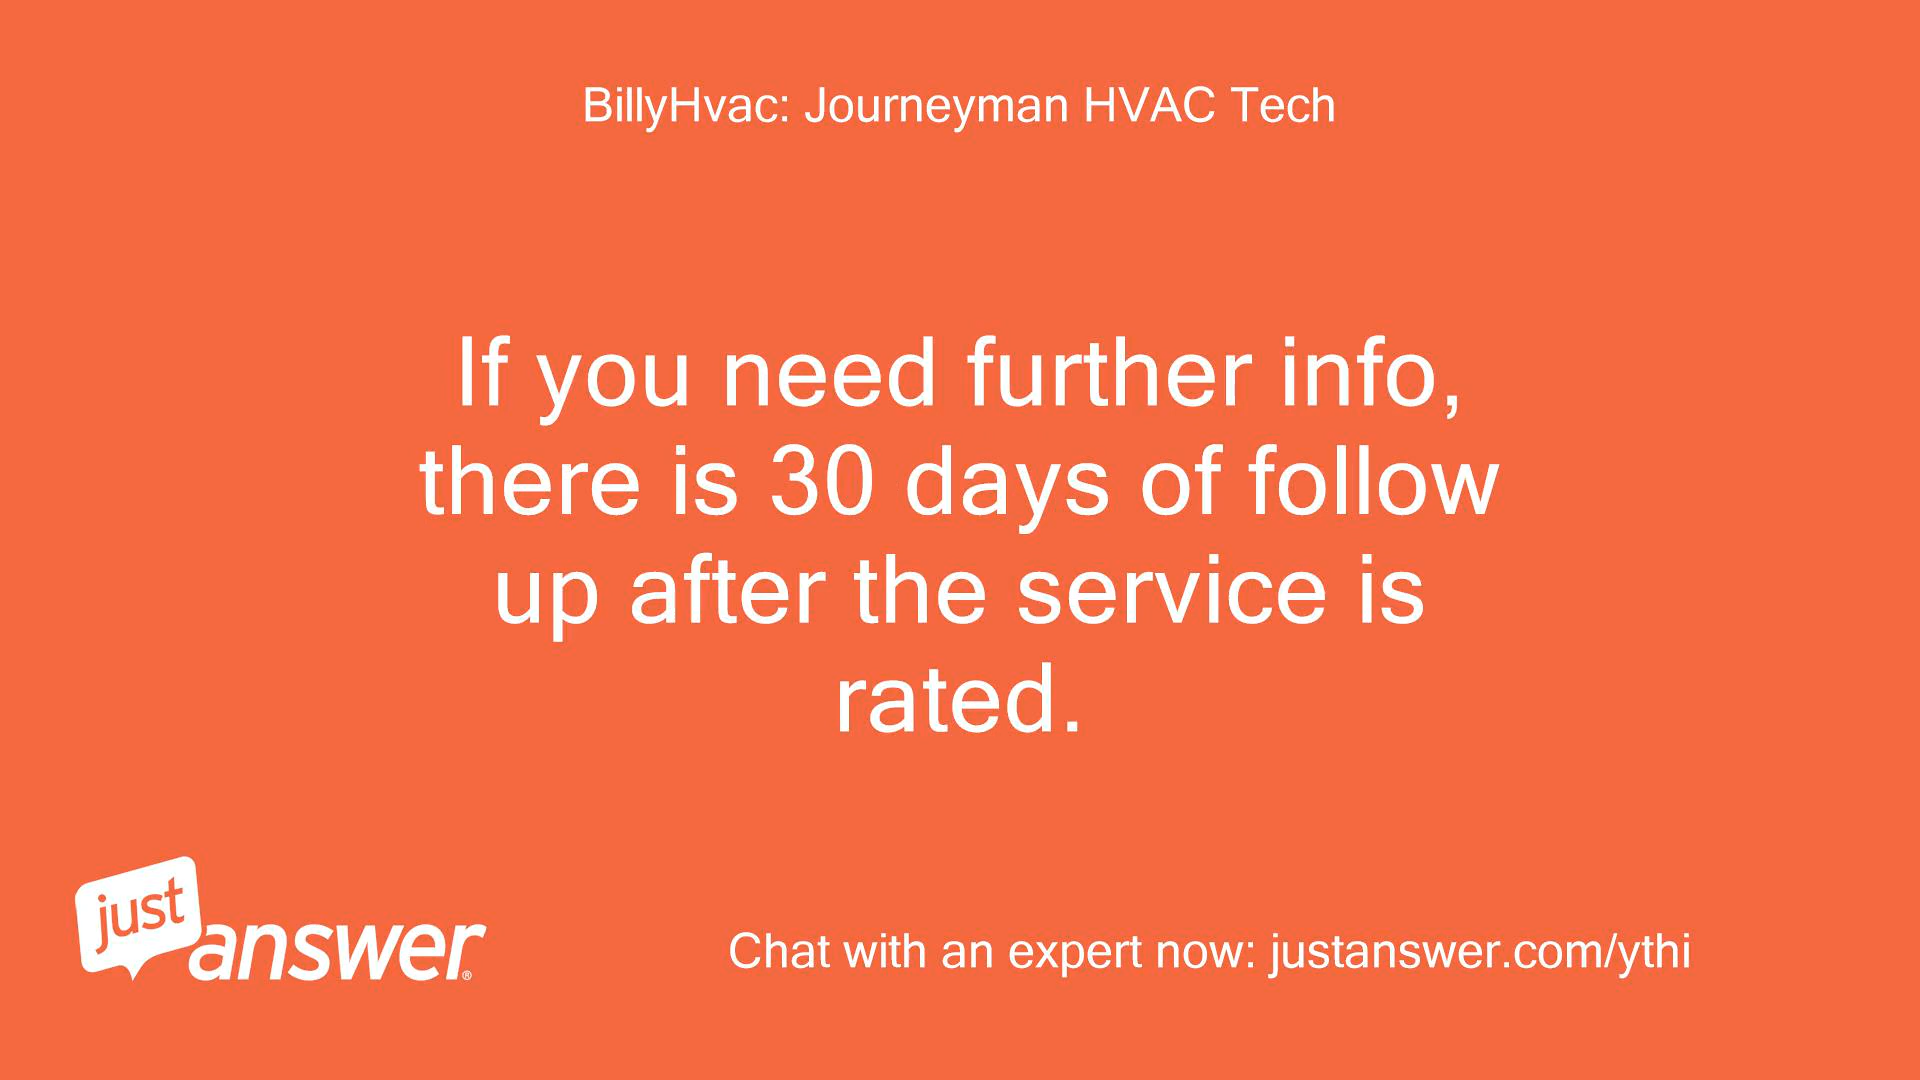 BillyHvac: Journeyman HVAC Tech
If you need further info,
there is 30 days of follow
up after the service is
rated.
just
answer®
Chat with an expert now: justanswer.com/ythi